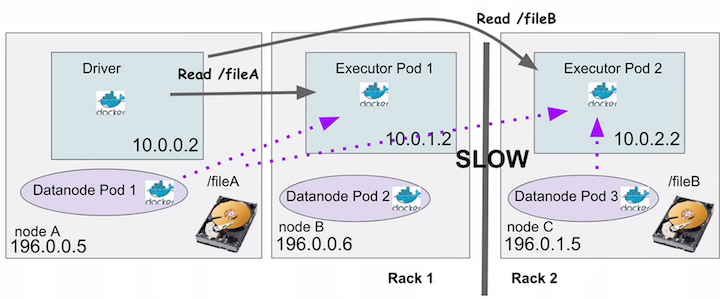 Read /fileB
Driver
Read /fileA
docker
10.0.0.2
Executor Pod 1
docker
10.0.1.2
Executor Pod 2
docker
10.0.2.2
SLOW
Datanode Pod 1
docker
/fileA
node A
196.0.0.5
Datanode Pod 2
docker
node B
196.0.0.6
Datanode Pod 3
docker
/fileB
node C
196.0.1.5
Rack 1
Rack 2